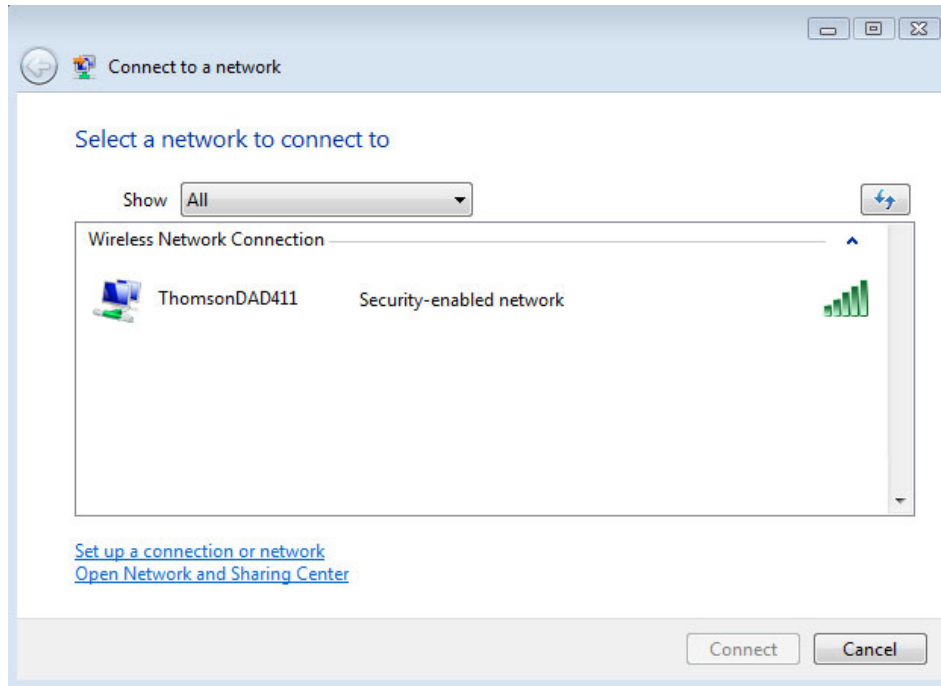 Connect to a network
Select a network to connect to
Show All
Wireless Network Connection
ThomsonDAD411 Security-enabled network
Set up a connection or network
Open Network and Sharing Center
Connect Cancel